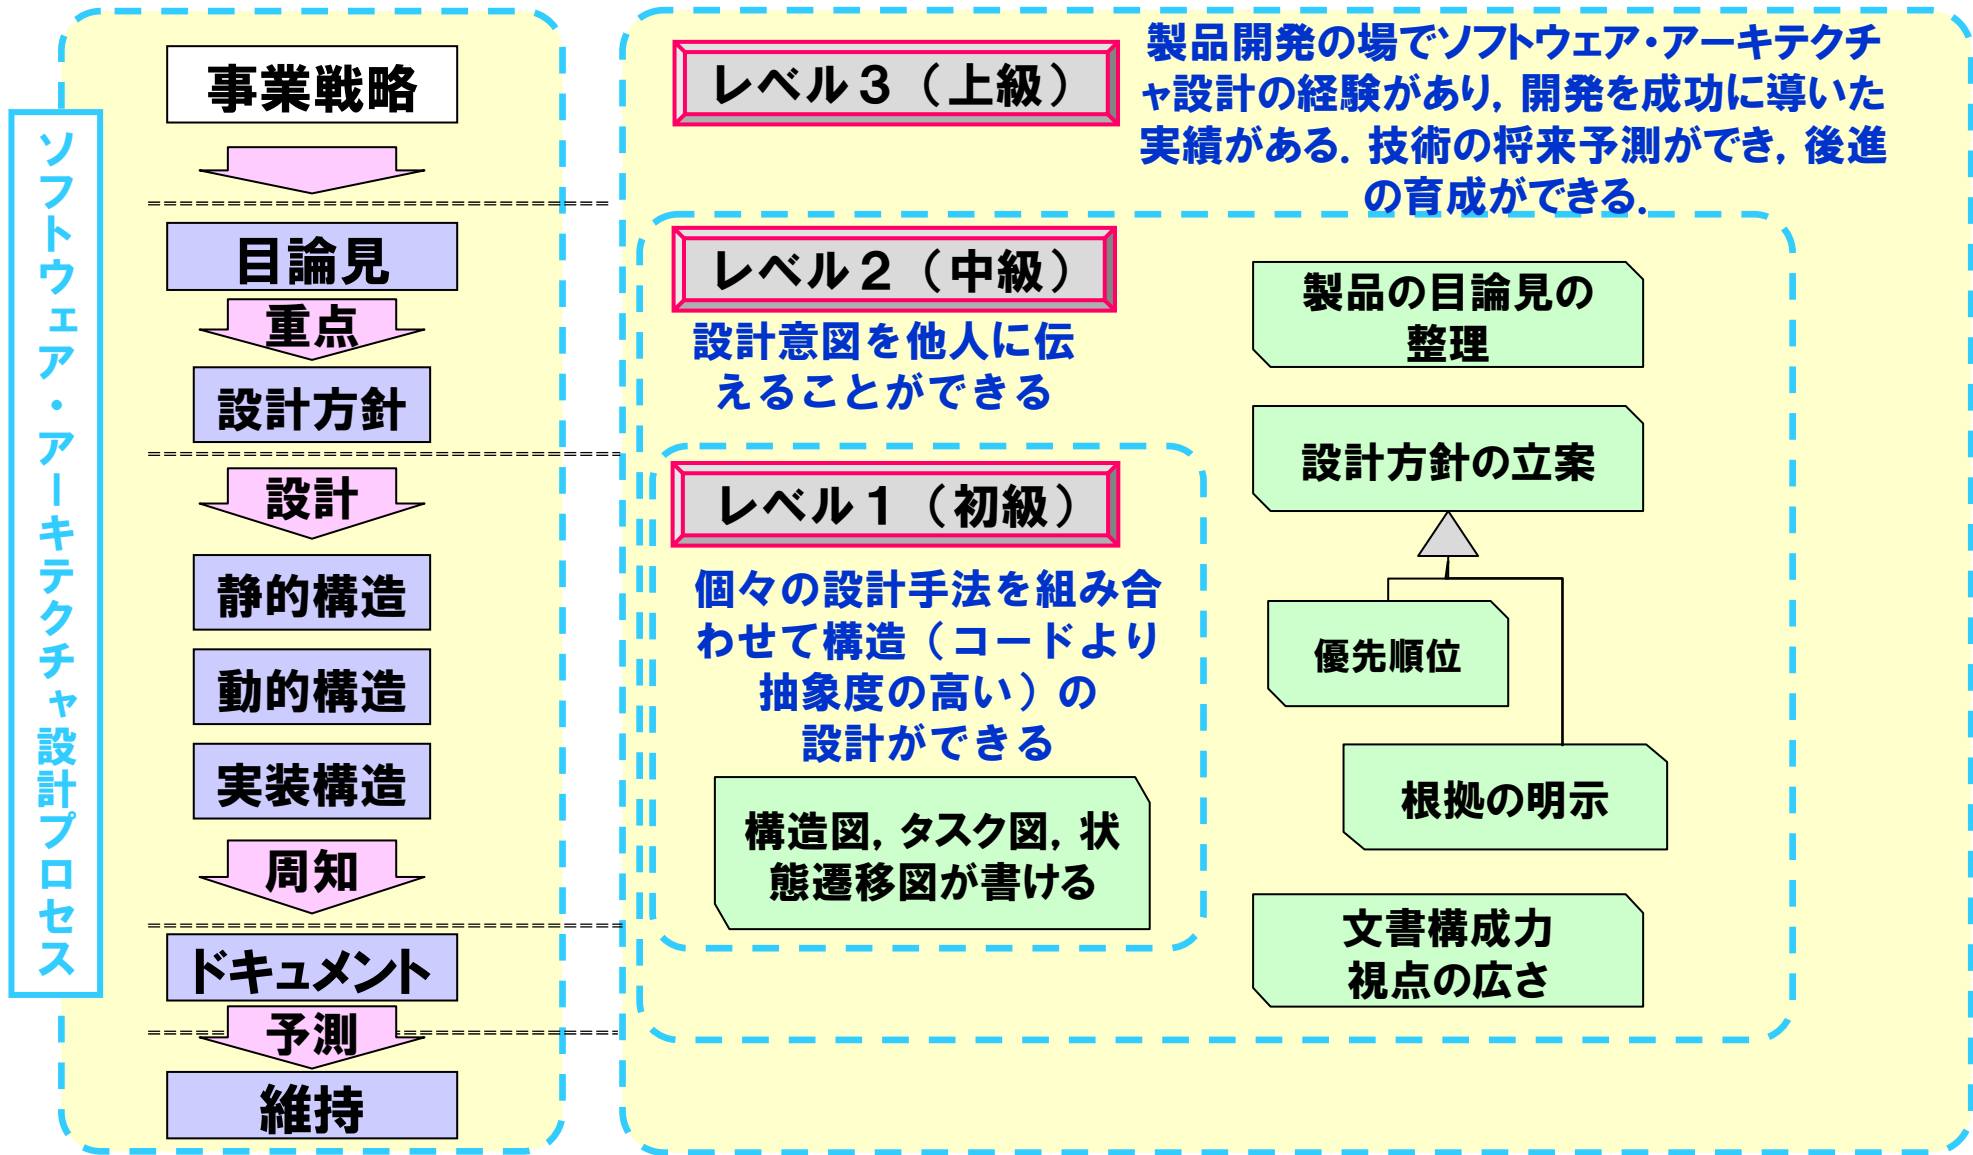 ソフトウェア・アーキテクチャ設計プロセス
事業戦略
目論見
重点
設計方針
設計
静的構造
動的構造
実装構造
周知
ドキュメント
予測
維持
レベル３（上級）
製品開発の場でソフトウェア・アーキテクチ
ャ設計の経験があり, 開発を成功に導いた
実績がある. 技術の将来予測ができ, 後進
の育成ができる.
レベル２（中級）
設計意図を他人に伝
えることができる
レベル１（初級）
個々の設計手法を組み合
わせて構造（コードより
抽象度の高い）の
設計ができる
構造図, タスク図, 状
態遷移図が書ける
製品の目論見の
整理
設計方針の立案
優先順位
根拠の明示
文書構成力
視点の広さ